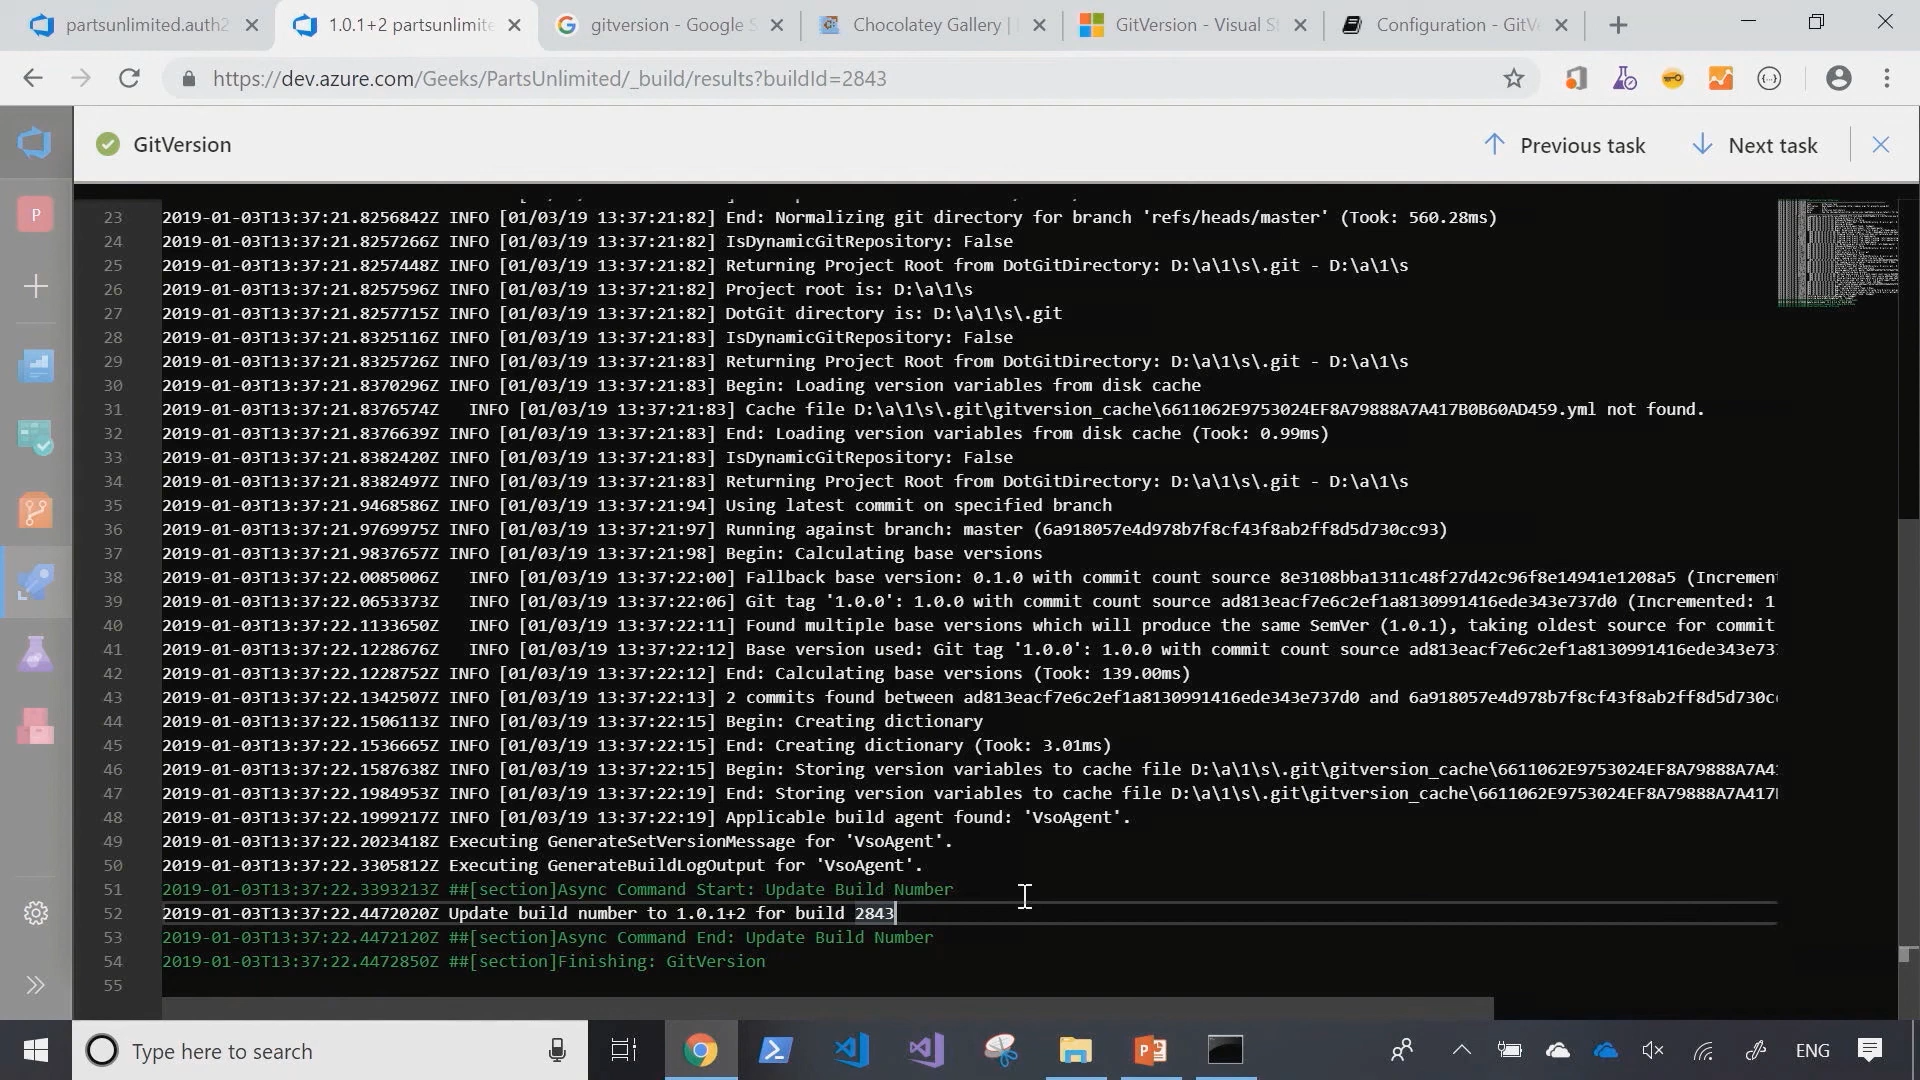 partsunlimited.auth2
1.0.1+2 partsunlimite
gitversion - Google S
Chocolatey Gallery |
GitVersion - Visual St
Configuration - GitVe
https://dev.azure.com/Geeks/PartsUnlimited/_build/results?buildId=2843
GitVersion
Previous task
Next task
P
23 2019-01-03T13:37:21.8256842Z INFO [01/03/19 13:37:21:82] End: Normalizing git directory for branch 'refs/heads/master' (Took: 560.28ms)
24 2019-01-03T13:37:21.8257266Z INFO [01/03/19 13:37:21:82] IsDynamicGitRepository: False
25 2019-01-03T13:37:21.8257448Z INFO [01/03/19 13:37:21:82] Returning Project Root from DotGitDirectory: D:\a\1\s\.git - D:\a\1\s
26 2019-01-03T13:37:21.8257596Z INFO [01/03/19 13:37:21:82] Project root is: D:\a\1\s
27 2019-01-03T13:37:21.8257715Z INFO [01/03/19 13:37:21:82] DotGit directory is: D:\a\1\s\.git
28 2019-01-03T13:37:21.8325116Z INFO [01/03/19 13:37:21:83] IsDynamicGitRepository: False
29 2019-01-03T13:37:21.8325726Z INFO [01/03/19 13:37:21:83] Returning Project Root from DotGitDirectory: D:\a\1\s\.git - D:\a\1\s
30 2019-01-03T13:37:21.8370296Z INFO [01/03/19 13:37:21:83] Begin: Loading version variables from disk cache
31 2019-01-03T13:37:21.8376574Z   INFO [01/03/19 13:37:21:83] Cache file D:\a\1\s\.git\gitversion_cache\6611062E9753024EF8A79888A7A417B0B60AD459.yml not found.
32 2019-01-03T13:37:21.8376639Z INFO [01/03/19 13:37:21:83] End: Loading version variables from disk cache (Took: 0.99ms)
33 2019-01-03T13:37:21.8382420Z INFO [01/03/19 13:37:21:83] IsDynamicGitRepository: False
34 2019-01-03T13:37:21.8382497Z INFO [01/03/19 13:37:21:83] Returning Project Root from DotGitDirectory: D:\a\1\s\.git - D:\a\1\s
35 2019-01-03T13:37:21.9468586Z INFO [01/03/19 13:37:21:94] Using latest commit on specified branch
36 2019-01-03T13:37:21.9769975Z INFO [01/03/19 13:37:21:97] Running against branch: master (6a918057e4d978b7f8cf43f8ab2ff8d5d730cc93)
37 2019-01-03T13:37:21.9837657Z INFO [01/03/19 13:37:21:98] Begin: Calculating base versions
38 2019-01-03T13:37:22.0085006Z   INFO [01/03/19 13:37:22:00] Fallback base version: 0.1.0 with commit count source 8e3108bba1311c48f27d42c96f8e14941e1208a5 (Incremen
39 2019-01-03T13:37:22.0653373Z   INFO [01/03/19 13:37:22:06] Git tag '1.0.0': 1.0.0 with commit count source ad813eacf7e6c2ef1a8130991416ede343e737d0 (Incremented: 1
40 2019-01-03T13:37:22.1133650Z   INFO [01/03/19 13:37:22:11] Found multiple base versions which will produce the same SemVer (1.0.1), taking oldest source for commit
41 2019-01-03T13:37:22.1228676Z   INFO [01/03/19 13:37:22:12] Base version used: Git tag '1.0.0': 1.0.0 with commit count source ad813eacf7e6c2ef1a8130991416ede343e73
42 2019-01-03T13:37:22.1228752Z INFO [01/03/19 13:37:22:12] End: Calculating base versions (Took: 139.00ms)
43 2019-01-03T13:37:22.1342507Z INFO [01/03/19 13:37:22:13] 2 commits found between ad813eacf7e6c2ef1a8130991416ede343e737d0 and 6a918057e4d978b7f8cf43f8ab2ff8d5d730c
44 2019-01-03T13:37:22.1506113Z INFO [01/03/19 13:37:22:15] Begin: Creating dictionary
45 2019-01-03T13:37:22.1536665Z INFO [01/03/19 13:37:22:15] End: Creating dictionary (Took: 3.01ms)
46 2019-01-03T13:37:22.1587638Z INFO [01/03/19 13:37:22:15] Begin: Storing version variables to cache file D:\a\1\s\.git\gitversion_cache\6611062E9753024EF8A79888A7A4
47 2019-01-03T13:37:22.1984953Z INFO [01/03/19 13:37:22:19] End: Storing version variables to cache file D:\a\1\s\.git\gitversion_cache\6611062E9753024EF8A79888A7A417
48 2019-01-03T13:37:22.1999217Z INFO [01/03/19 13:37:22:19] Applicable build agent found: 'VsoAgent'.
49 2019-01-03T13:37:22.2023418Z Executing GenerateSetVersionMessage for 'VsoAgent'.
50 2019-01-03T13:37:22.3305812Z Executing GenerateBuildLogOutput for 'VsoAgent'.
51 2019-01-03T13:37:22.3393213Z ##[section]Async Command Start: Update Build Number
52 2019-01-03T13:37:22.4472020Z Update build number to 1.0.1+2 for build 2843
53 2019-01-03T13:37:22.4472120Z ##[section]Async Command End: Update Build Number
54 2019-01-03T13:37:22.4472850Z ##[section]Finishing: GitVersion
55
Type here to search
ENG